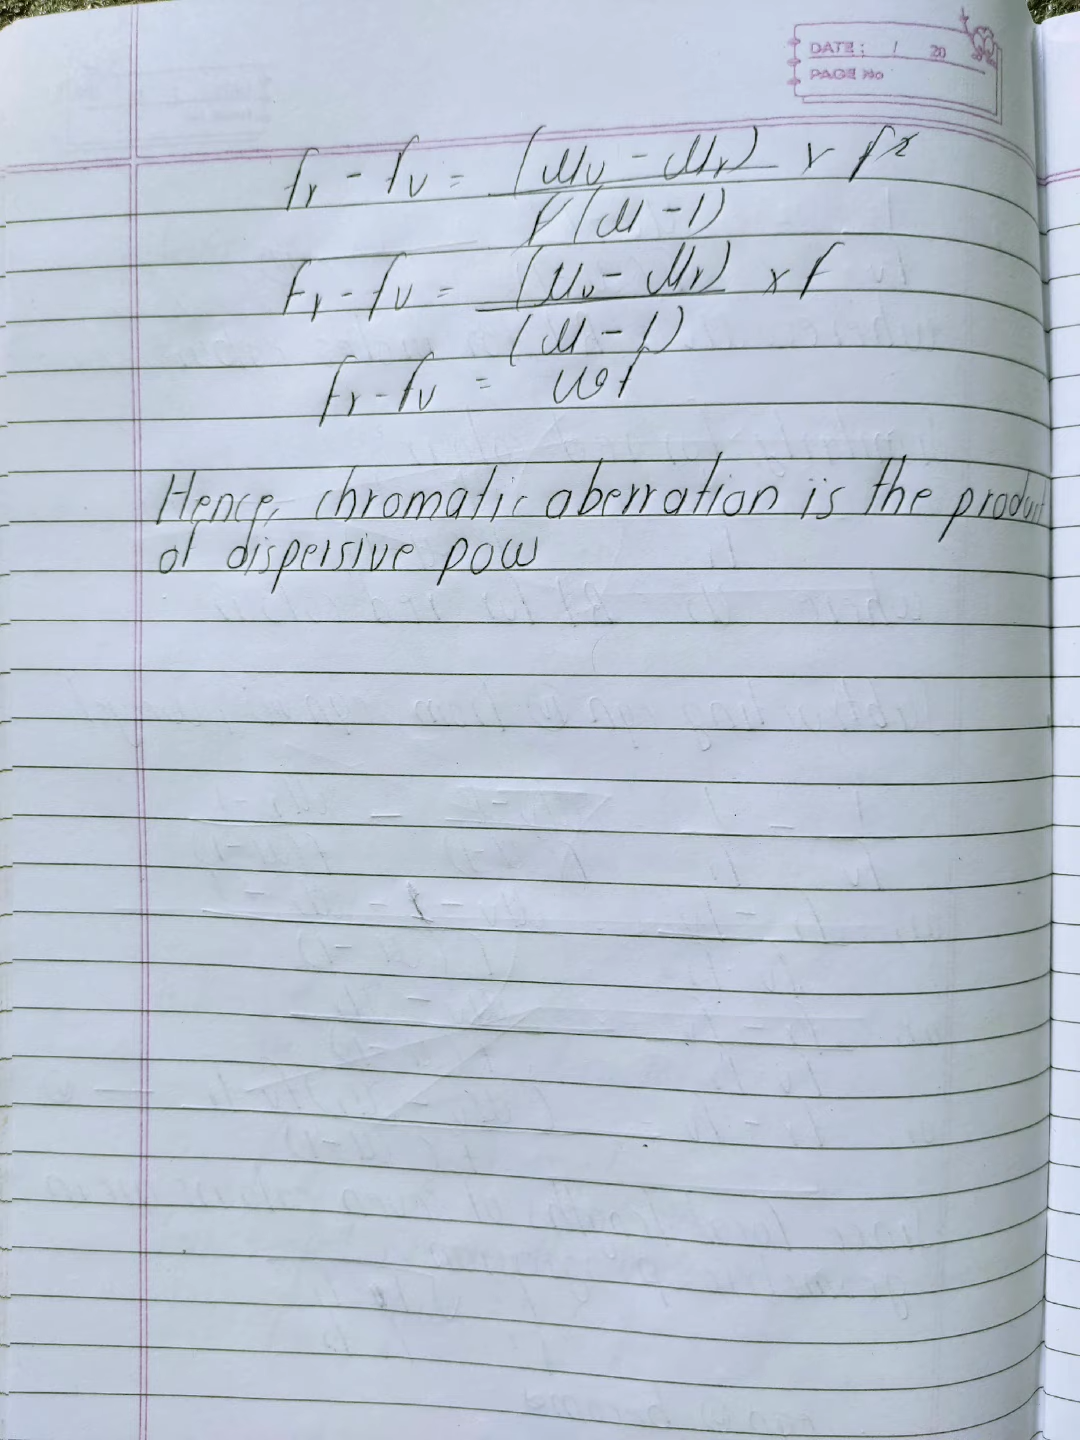 DATE: / 20
PAGE No
fr - fv = (μv - μr) x f²
f(μ - 1)
fr - fv = (μv - μr) x f
(μ - 1)
fr - fv = ωf
Hence, chromatic aberration is the product
of dispersive pow